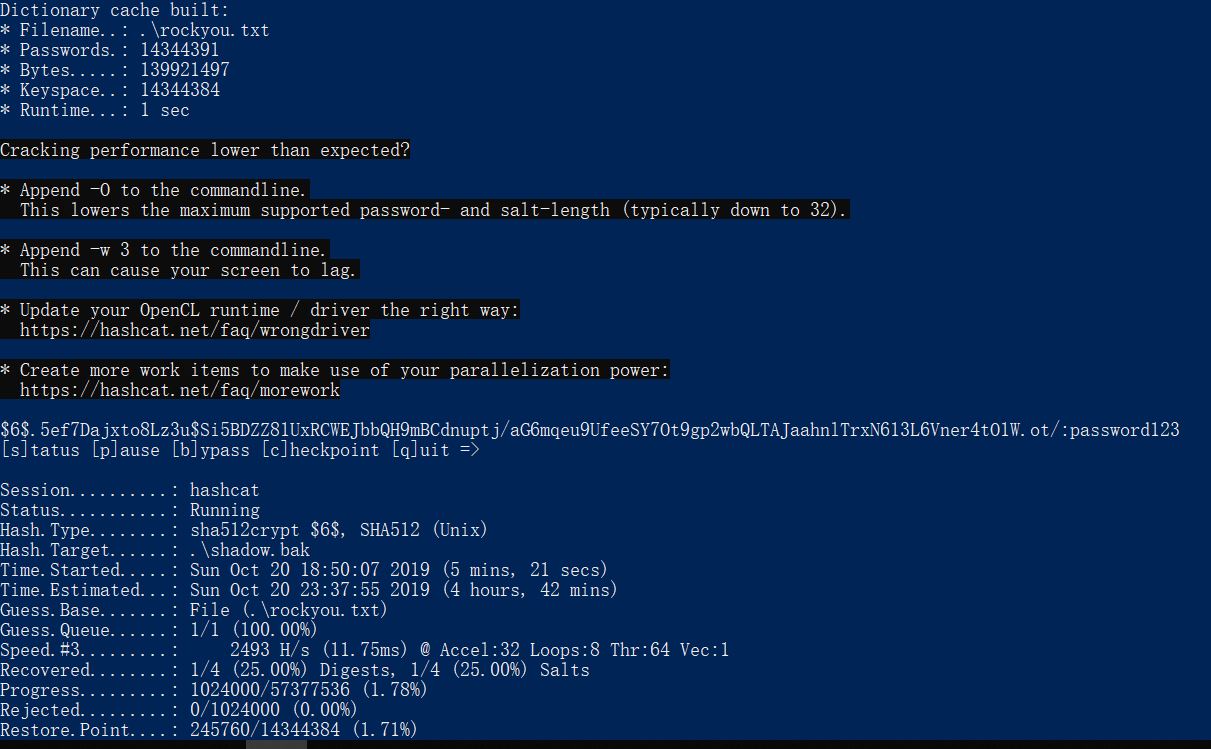 Dictionary cache built:
* Filename..: .\rockyou.txt
* Passwords.: 14344391
* Bytes.....: 139921497
* Keyspace..: 14344384
* Runtime...: 1 sec
Cracking performance lower than expected?
* Append -O to the commandline.
This lowers the maximum supported password- and salt-length (typically down to 32).
* Append -w 3 to the commandline.
This can cause your screen to lag.
* Update your OpenCL runtime / driver the right way:
https://hashcat.net/faq/wrongdriver
* Create more work items to make use of your parallelization power:
https://hashcat.net/faq/morework
$6$.5ef7Dajxto8Lz3u$Si5BDZZ81UxRCWEJbbQH9mBCdnuptj/aG6mqeu9UfeeSY7Ot9gp2wbQLTAJaahnlTrxN613L6Vner4tO1W.ot/:password123
[s]tatus [p]ause [b]ypass [c]heckpoint [q]uit =>
Session..........: hashcat
Status...........: Running
Hash.Type........: sha512crypt $6$, SHA512 (Unix)
Hash.Target......: .\shadow.bak
Time.Started.....: Sun Oct 20 18:50:07 2019 (5 mins, 21 secs)
Time.Estimated...: Sun Oct 20 23:37:55 2019 (4 hours, 42 mins)
Guess.Base.......: File (.\rockyou.txt)
Guess.Queue......: 1/1 (100.00%)
Speed.#3.........:     2493 H/s (11.75ms) @ Accel:32 Loops:8 Thr:64 Vec:1
Recovered........: 1/4 (25.00%) Digests, 1/4 (25.00%) Salts
Progress.........: 1024000/57377536 (1.78%)
Rejected.........: 0/1024000 (0.00%)
Restore.Point....: 245760/14344384 (1.71%)